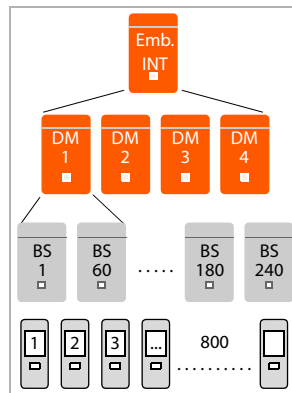 Emb.
INT
DM DM DM DM
1 2 3 4
BS BS BS BS
1 60 ..... 180 240
1 2 3 ... 800
..........